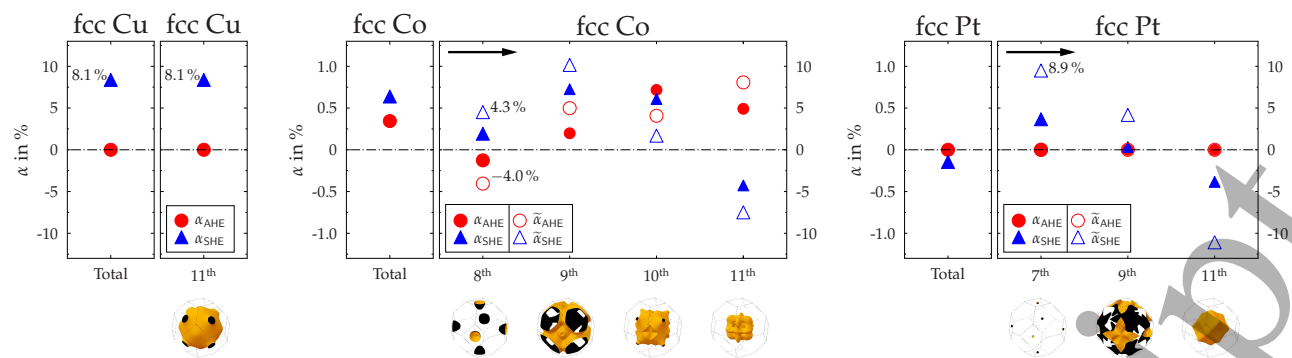 fcc Cu fcc Cu
α in %
10
5
0
-5
-10
8.1 %
8.1 %
α_AHE
α_SHE
Total
11th
fcc Co fcc Co
α in %
1.0
0.5
0
-0.5
-1.0
4.3 %
−4.0 %
α_AHE α̃_AHE
α_SHE α̃_SHE
10
5
0
-5
-10
Total
8th 9th 10th 11th
fcc Pt fcc Pt
α in %
1.0
0.5
0
-0.5
-1.0
8.9 %
α_AHE α̃_AHE
α_SHE α̃_SHE
10
5
0
-5
-10
Total
7th 9th 11th